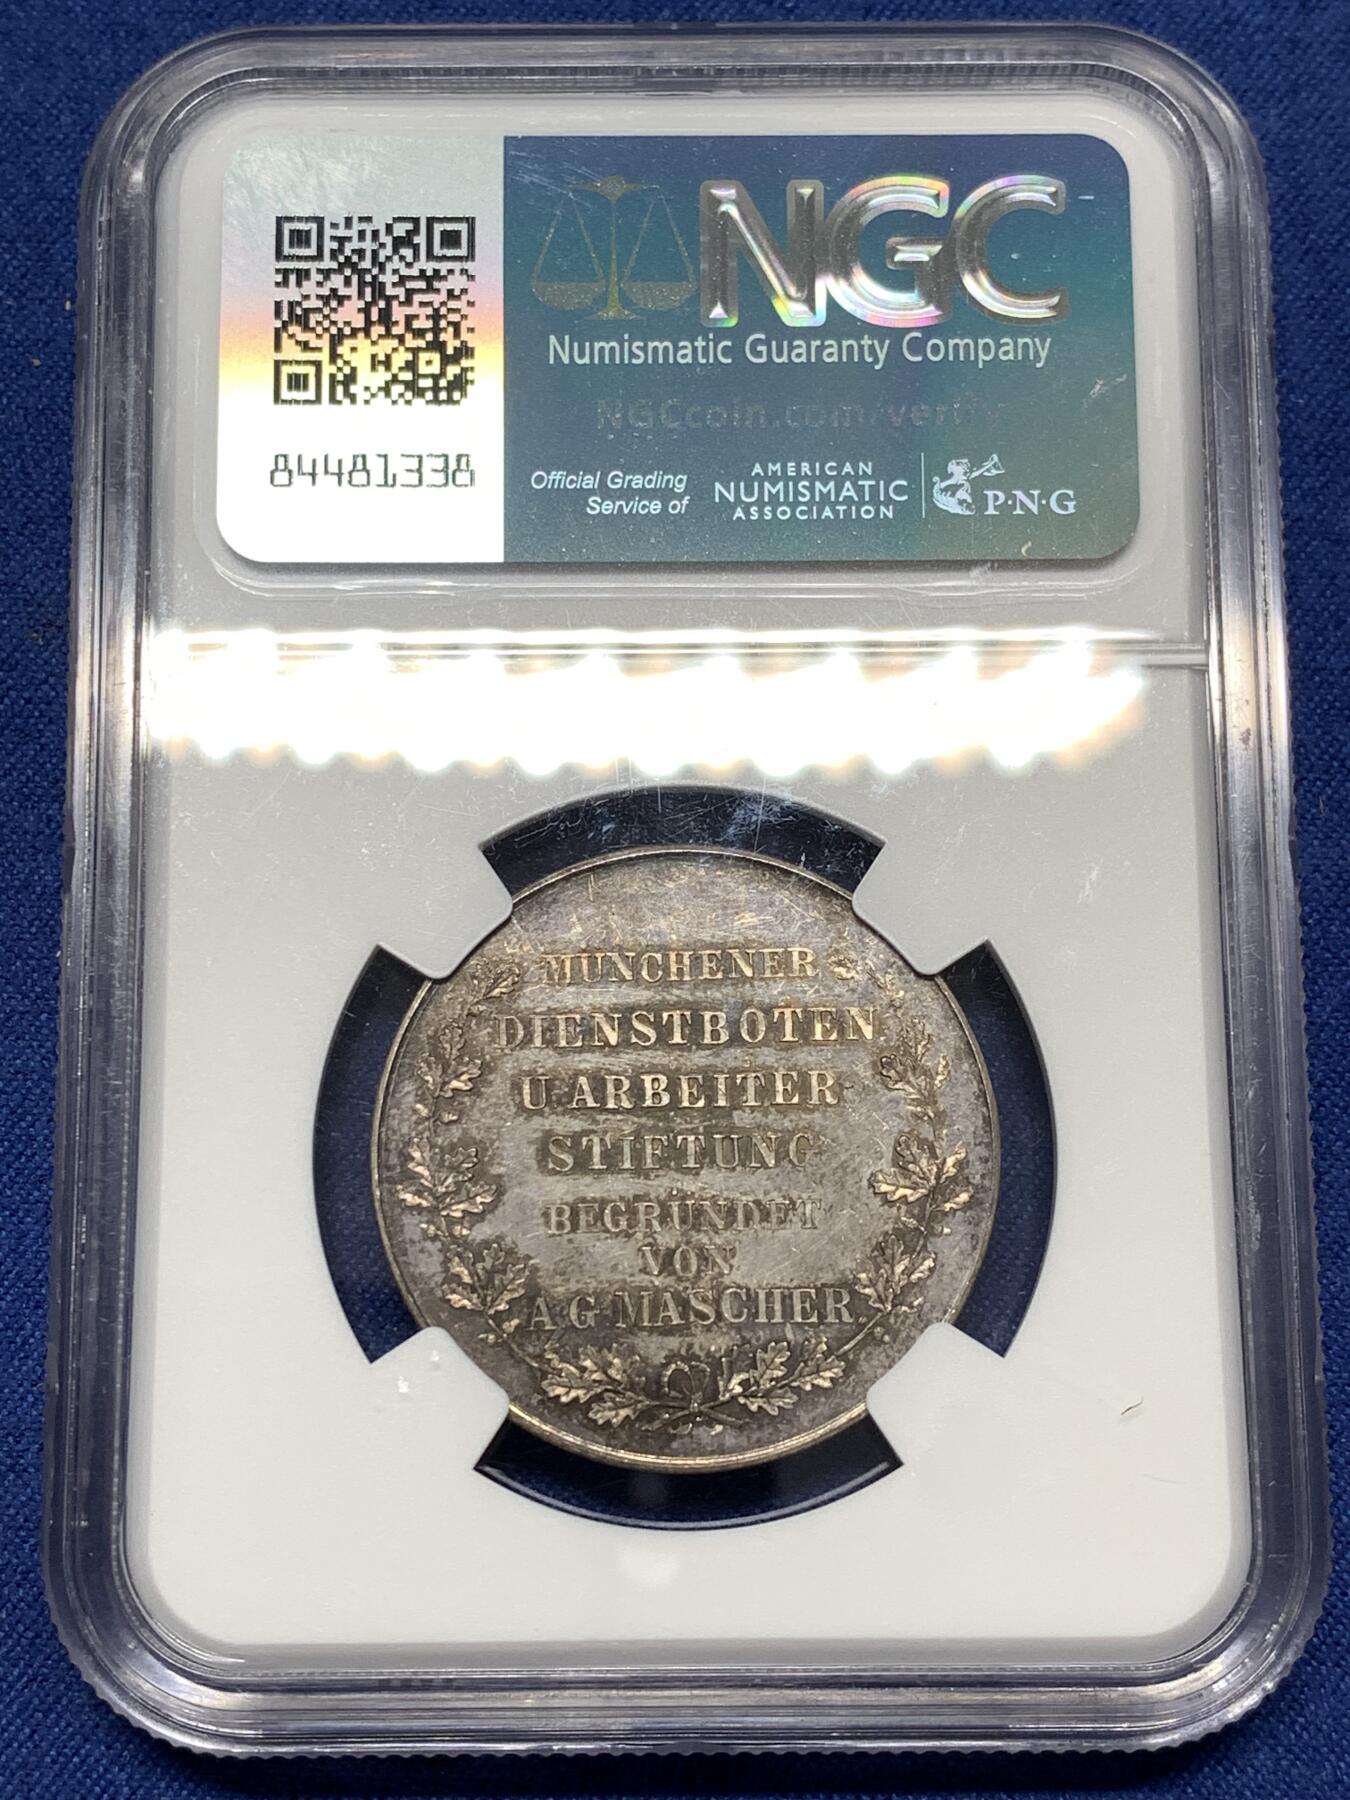 NGC
Numismatic Guaranty Company
NGCcoin.com/verify
84481338
Official Grading
Service of
AMERICAN
NUMISMATIC
ASSOCIATION
P·N·G
MÜNCHENER
DIENSTBOTEN
U. ARBEITER
STIFTUNG
BEGRÜNDET
VON
A. G. MASCHER.